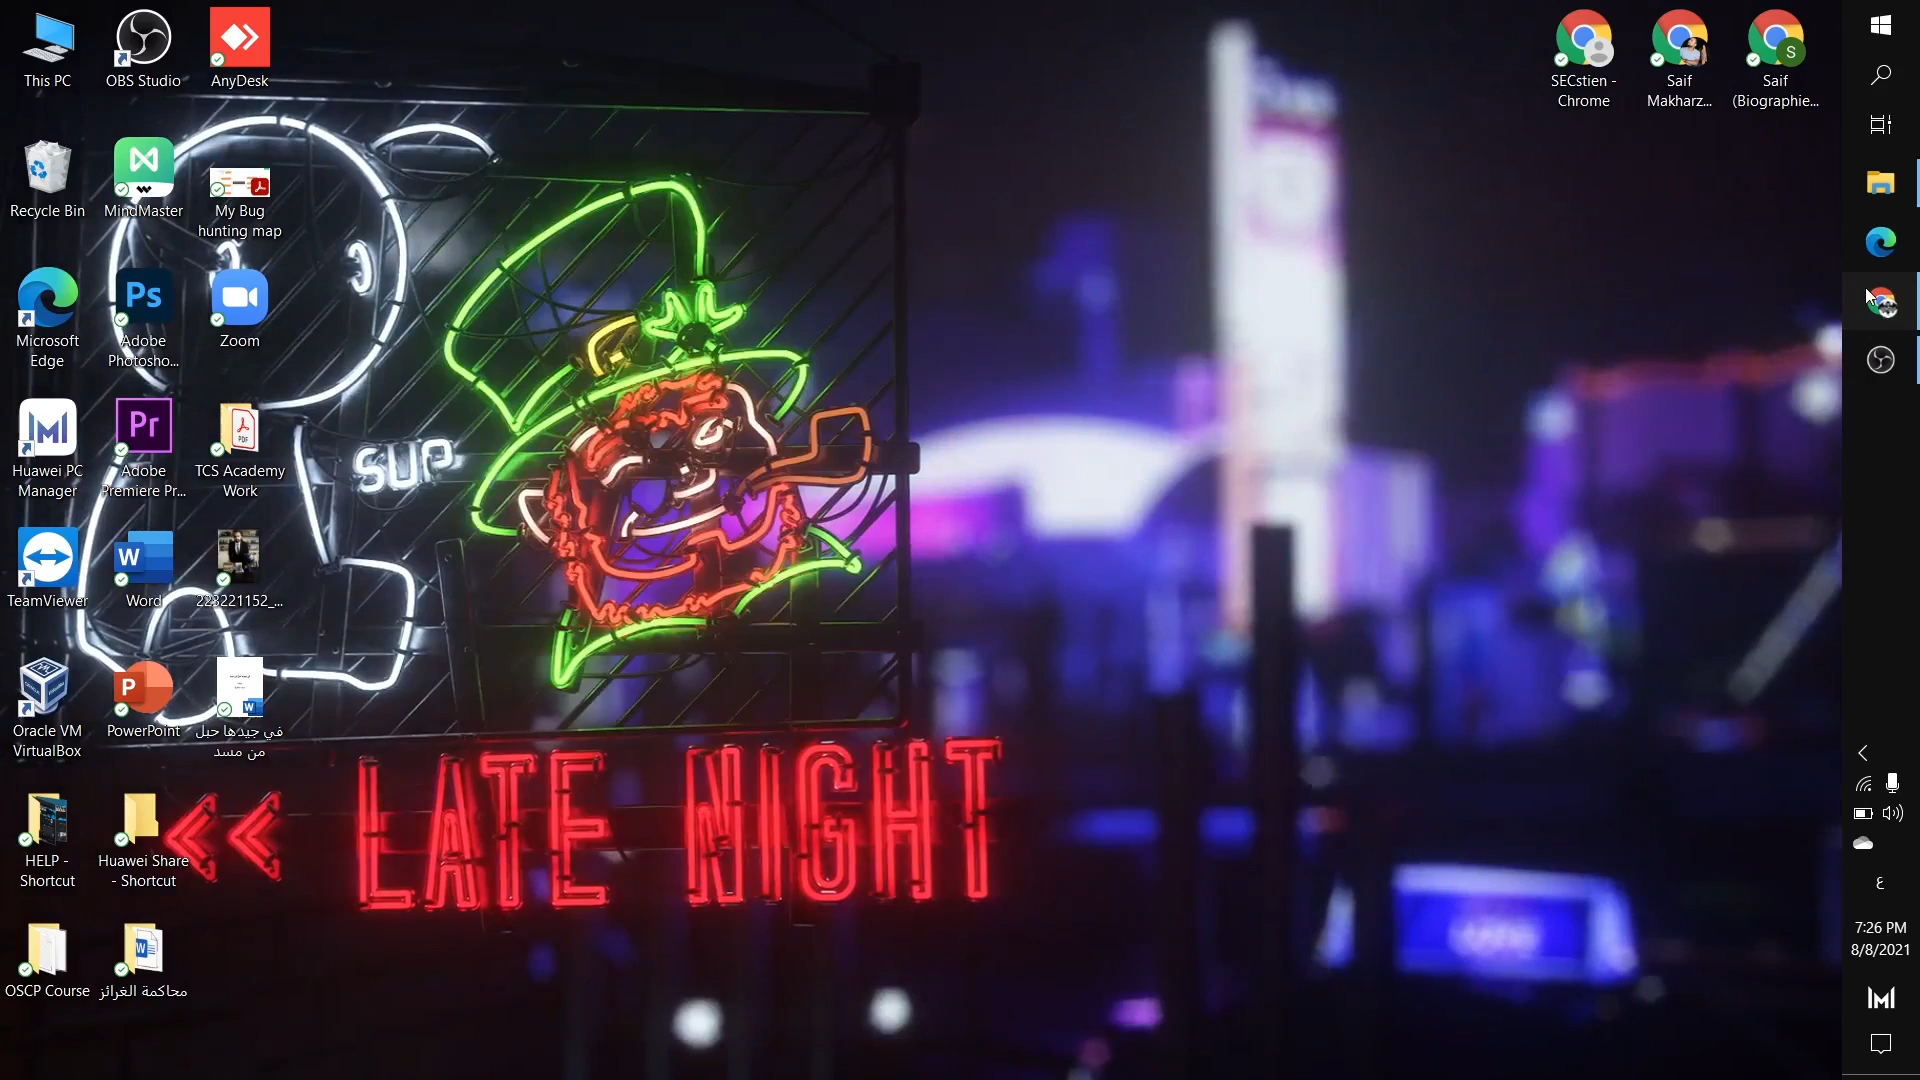 This PC
OBS Studio
AnyDesk
SECstien -
Chrome
Saif
Makharz...
Saif
(Biographie...
S
Recycle Bin
MindMaster
My Bug
hunting map
Ps
Microsoft
Edge
Adobe
Photosho...
Zoom
Pr
PDF
Huawei PC
Manager
Adobe
Premiere Pr...
TCS Academy
Work
SUP
W
TeamViewer
Word
223221152_...
P
W
Oracle VM
VirtualBox
PowerPoint
في جيدها حبل
من مسد
<< LATE NIGHT
HELP -
Shortcut
Huawei Share
- Shortcut
W
OSCP Course
محاكمة الغرائز
ع
7:26 PM
8/8/2021